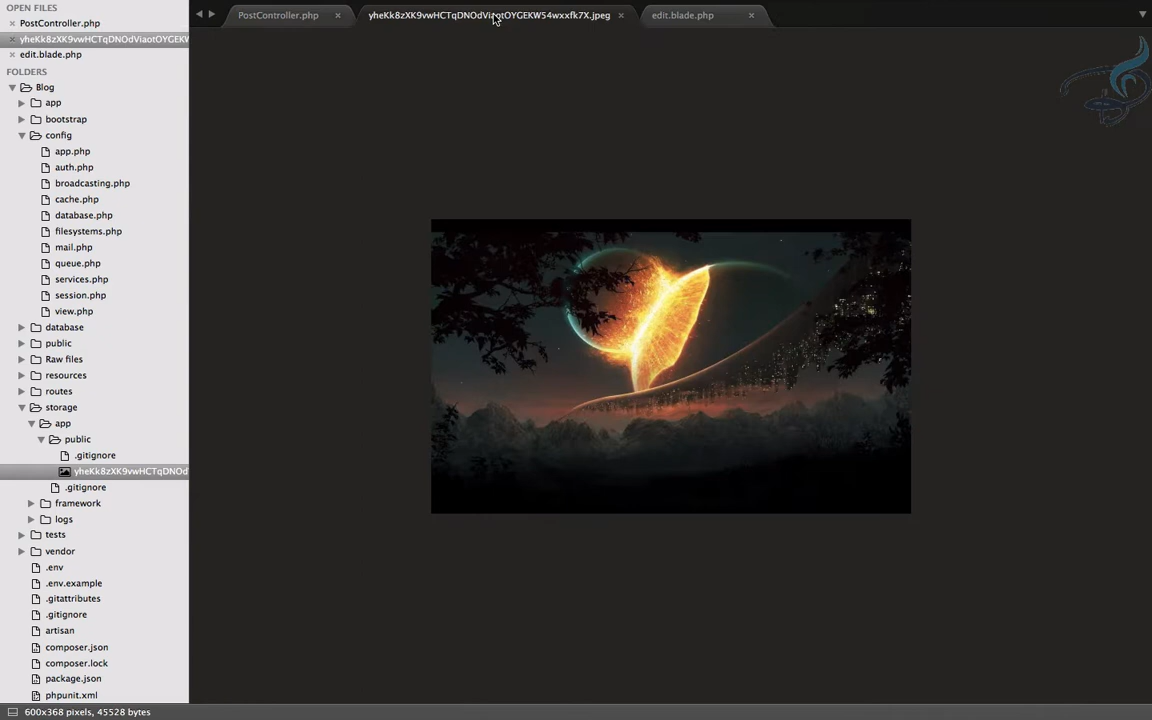 OPEN FILES
PostController.php
yheKk8zXK9vwHCTqDNOdViaotOYGEKW
edit.blade.php
FOLDERS
Blog
app
bootstrap
config
app.php
auth.php
broadcasting.php
cache.php
database.php
filesystems.php
mail.php
queue.php
services.php
session.php
view.php
database
public
Raw files
resources
routes
storage
app
public
.gitignore
yheKk8zXK9vwHCTqDNOd
.gitignore
framework
logs
tests
vendor
.env
.env.example
.gitattributes
.gitignore
artisan
composer.json
composer.lock
package.json
phpunit.xml
PostController.php
yheKk8zXK9vwHCTqDNOdViaotOYGEKW54wxxfk7X.jpeg
edit.blade.php
600x368 pixels, 45528 bytes